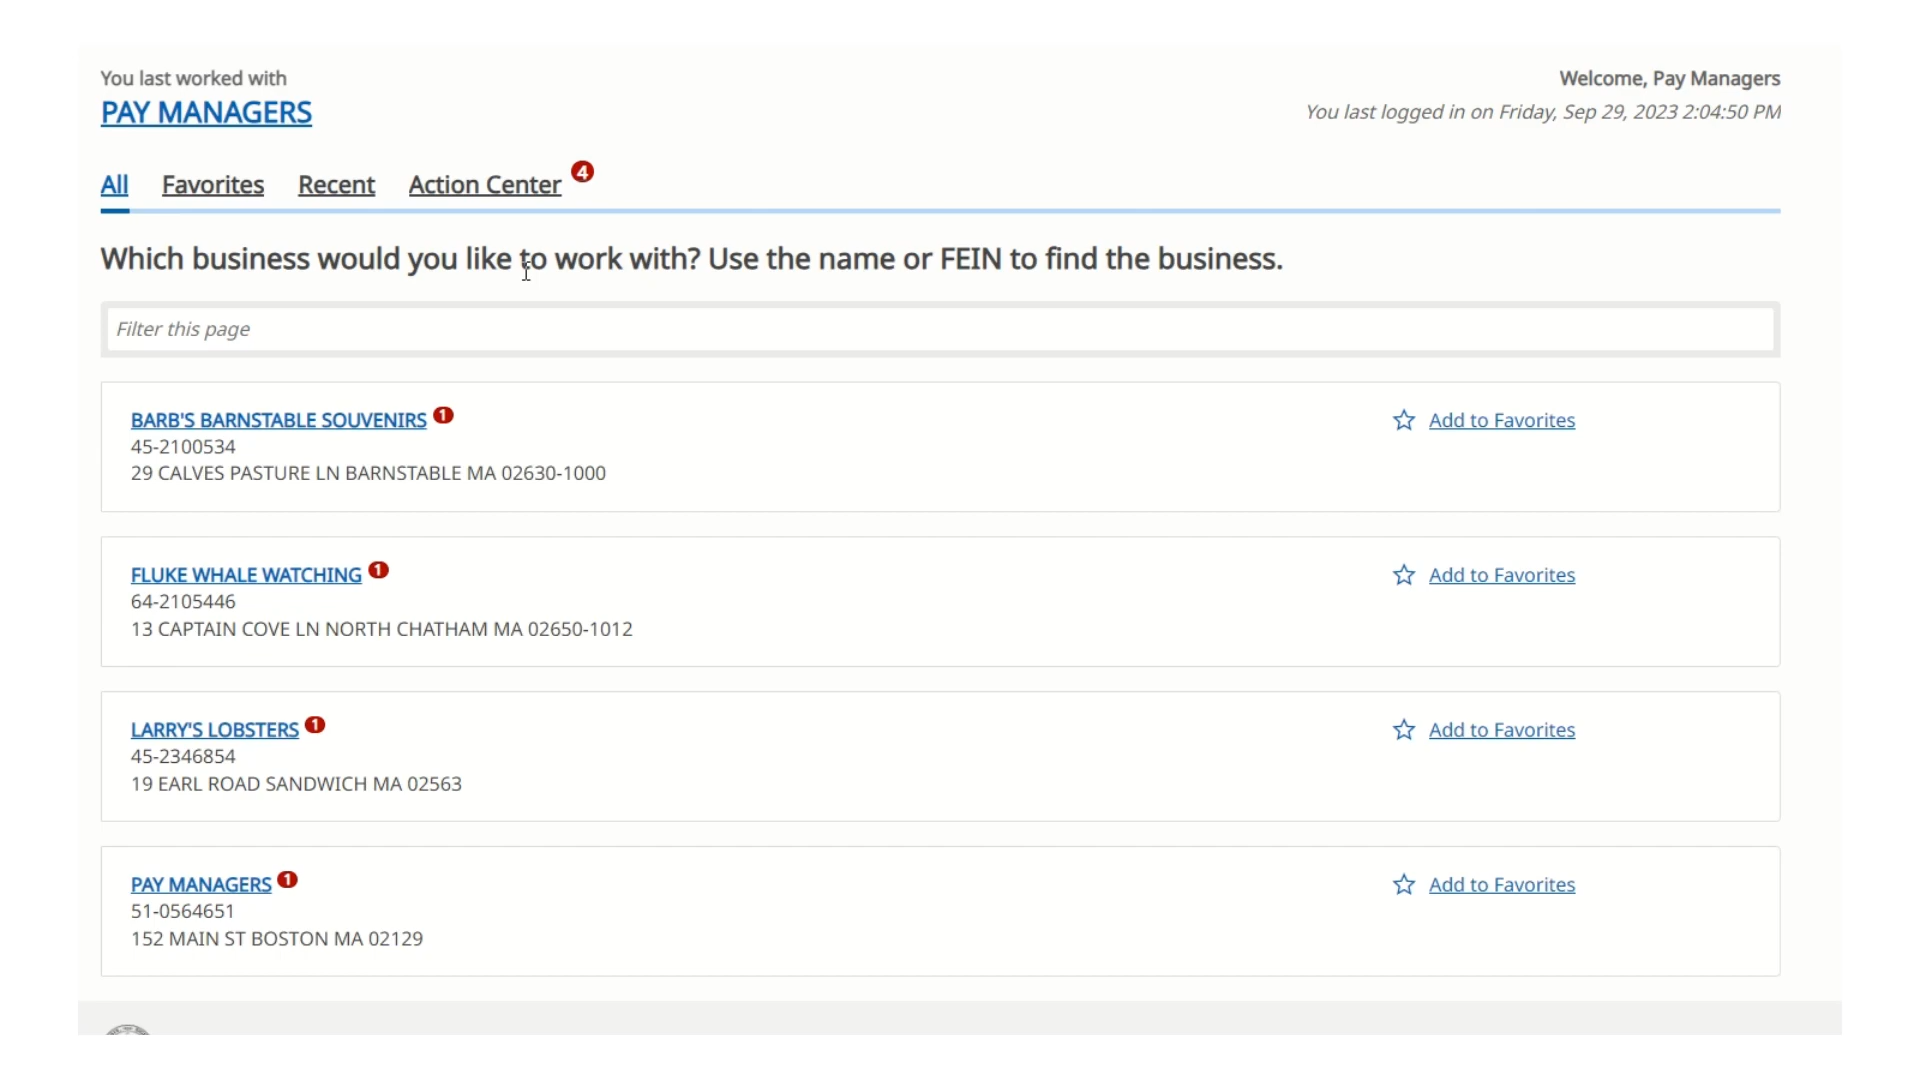 You last worked with
PAY MANAGERS
Welcome, Pay Managers
You last logged in on Friday, Sep 29, 2023 2:04:50 PM
All Favorites Recent Action Center 4
Which business would you like to work with? Use the name or FEIN to find the business.
Filter this page
BARB'S BARNSTABLE SOUVENIRS 1
Add to Favorites
45-2100534
29 CALVES PASTURE LN BARNSTABLE MA 02630-1000
FLUKE WHALE WATCHING 1
Add to Favorites
64-2105446
13 CAPTAIN COVE LN NORTH CHATHAM MA 02650-1012
LARRY'S LOBSTERS 1
Add to Favorites
45-2346854
19 EARL ROAD SANDWICH MA 02563
PAY MANAGERS 1
Add to Favorites
51-0564651
152 MAIN ST BOSTON MA 02129